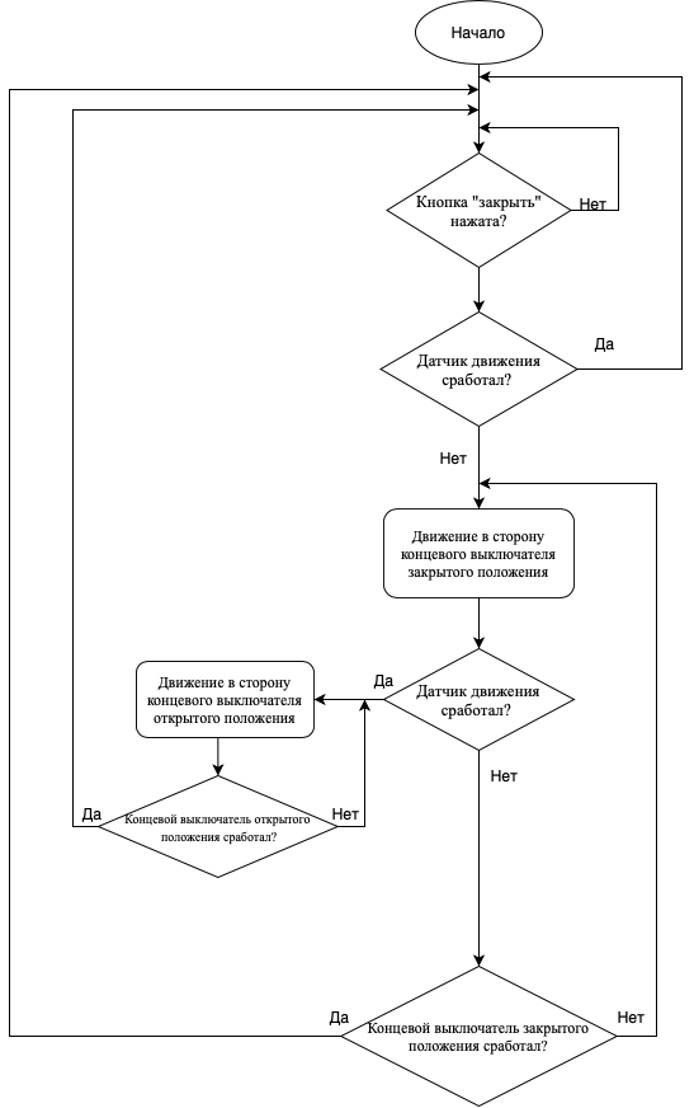 Начало
Кнопка "закрыть"
нажата?
Нет
Датчик движения
сработал?
Да
Нет
Движение в сторону
концевого выключателя
закрытого положения
Датчик движения
сработал?
Да
Нет
Движение в сторону
концевого выключателя
открытого положения
Концевой выключатель открытого
положения сработал?
Да
Нет
Концевой выключатель закрытого
положения сработал?
Да
Нет